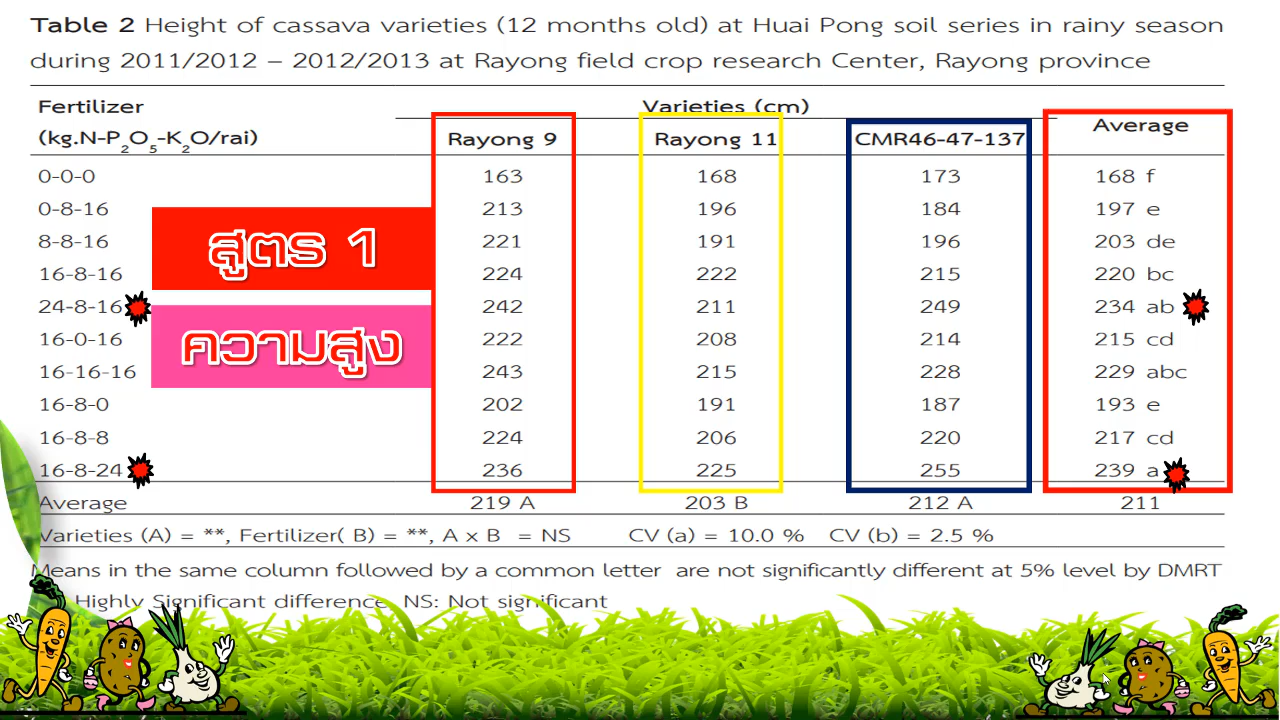 Table 2 Height of cassava varieties (12 months old) at Huai Pong soil series in rainy season
during 2011/2012 – 2012/2013 at Rayong field crop research Center, Rayong province
Fertilizer Varieties (cm) Average
(kg.N-P2O5-K2O/rai) Rayong 9 Rayong 11 CMR46-47-137
0-0-0 163 168 173 168 f
0-8-16 213 196 184 197 e
8-8-16 221 191 196 203 de
สูตร 1
16-8-16 224 222 215 220 bc
24-8-16 242 211 249 234 ab
16-0-16 222 208 214 215 cd
ความสูง
16-16-16 243 215 228 229 abc
16-8-0 202 191 187 193 e
16-8-8 224 206 220 217 cd
16-8-24 236 225 255 239 a
Average 219 A 203 B 212 A 211
Varieties (A) = **, Fertilizer( B) = **, A x B = NS CV (a) = 10.0 % CV (b) = 2.5 %
Means in the same column followed by a common letter are not significantly different at 5% level by DMRT
Highly Significant difference NS: Not significant